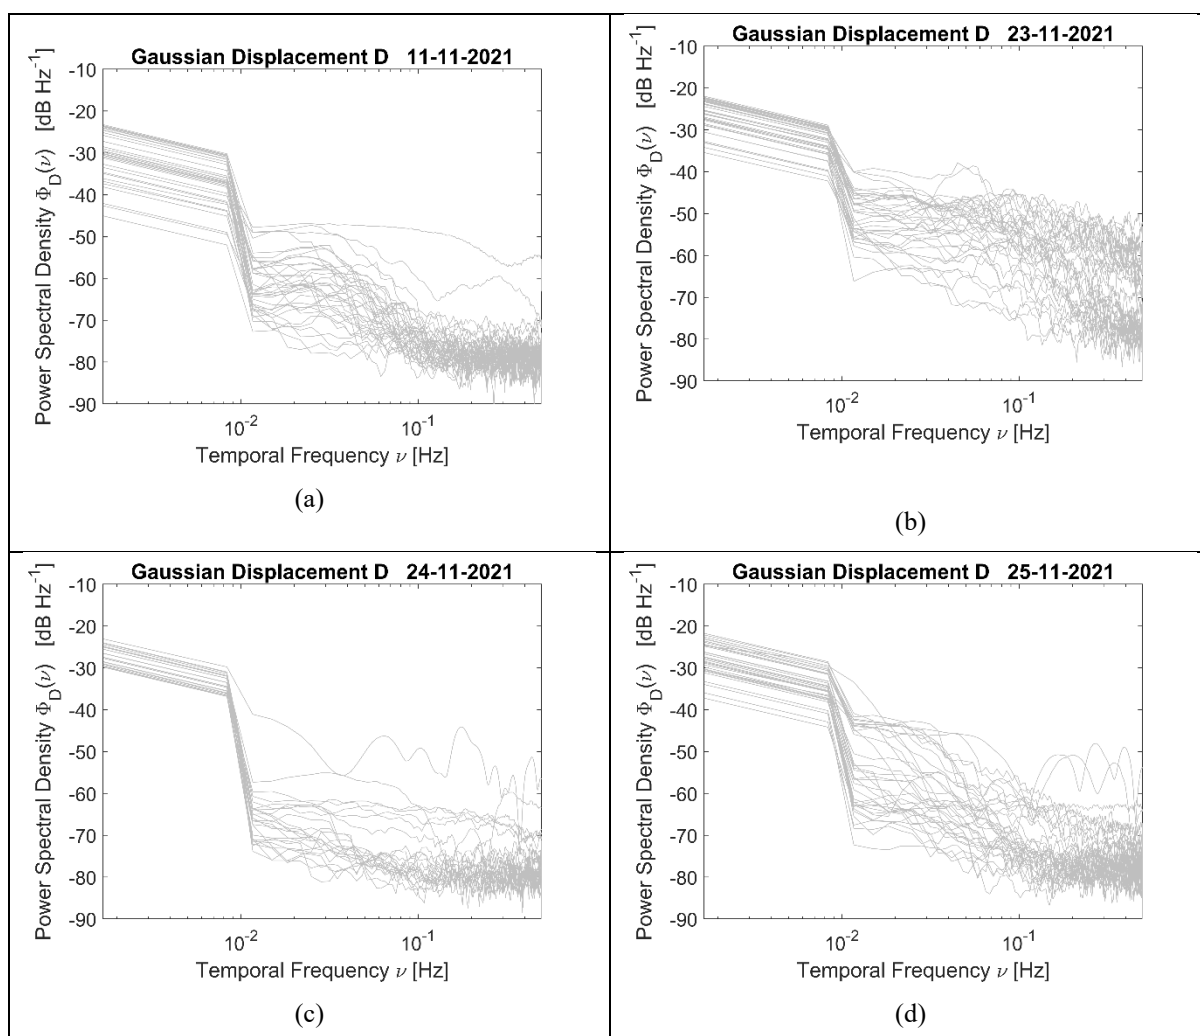 Gaussian Displacement D 11-11-2021
Power Spectral Density Φ_D(ν) [dB Hz⁻¹]
-10
-20
-30
-40
-50
-60
-70
-80
-90
10⁻² 10⁻¹
Temporal Frequency ν [Hz]
(a)
Gaussian Displacement D 23-11-2021
Power Spectral Density Φ_D(ν) [dB Hz⁻¹]
-10
-20
-30
-40
-50
-60
-70
-80
-90
10⁻² 10⁻¹
Temporal Frequency ν [Hz]
(b)
Gaussian Displacement D 24-11-2021
Power Spectral Density Φ_D(ν) [dB Hz⁻¹]
-10
-20
-30
-40
-50
-60
-70
-80
-90
10⁻² 10⁻¹
Temporal Frequency ν [Hz]
(c)
Gaussian Displacement D 25-11-2021
Power Spectral Density Φ_D(ν) [dB Hz⁻¹]
-10
-20
-30
-40
-50
-60
-70
-80
-90
10⁻² 10⁻¹
Temporal Frequency ν [Hz]
(d)